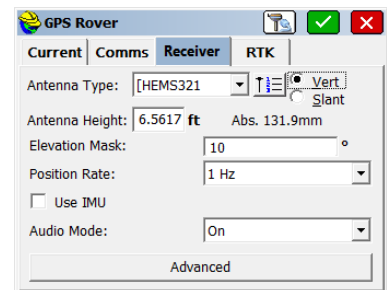 GPS Rover
Current Comms Receiver RTK
Antenna Type: [HEMS321 Vert
Slant
Antenna Height: 6.5617 ft Abs. 131.9mm
Elevation Mask: 10 °
Position Rate: 1 Hz
Use IMU
Audio Mode: On
Advanced